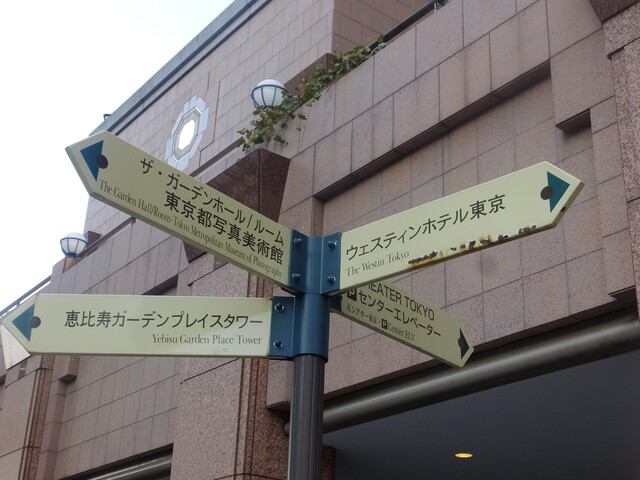 ザ・ガーデンホール/ルーム
東京都写真美術館
The Garden Hall/Room・Tokyo Metropolitan Museum of Photography
ウェスティンホテル東京
The Westin Tokyo
恵比寿ガーデンプレイスタワー
Yebisu Garden Place Tower
THEATER TOKYO
P センターエレベーター
P Center ELV